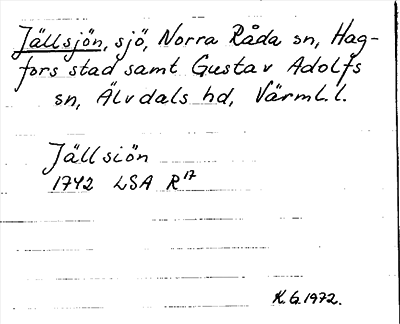 Jällsjön, sjö, Norra Råda sn, Hag-
fors stad samt Gustav Adolfs
sn, Älvdals hd, Värml. l.
Jällsiön
1742 LSA R17
K.G. 1972.